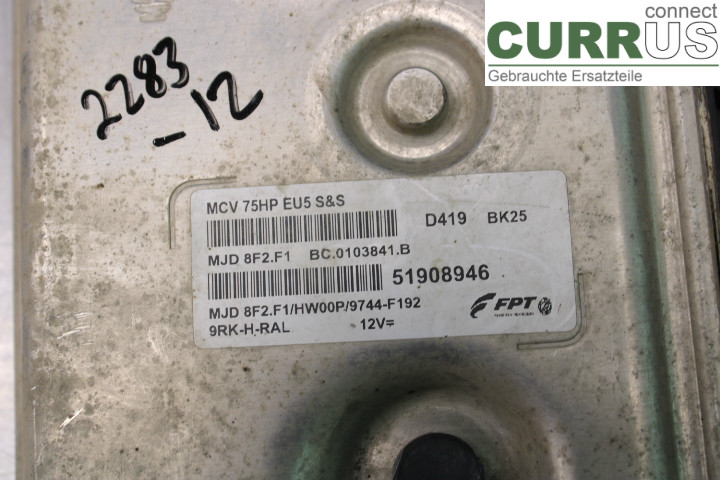 connect
CURRUS
Gebrauchte Ersatzteile
2283
-12
MCV 75HP EU5 S&S
D419 BK25
MJD 8F2.F1 BC.0103841.B
51908946
MJD 8F2.F1/HW00P/9744-F192
FPT
9RK-H-RAL 12V=